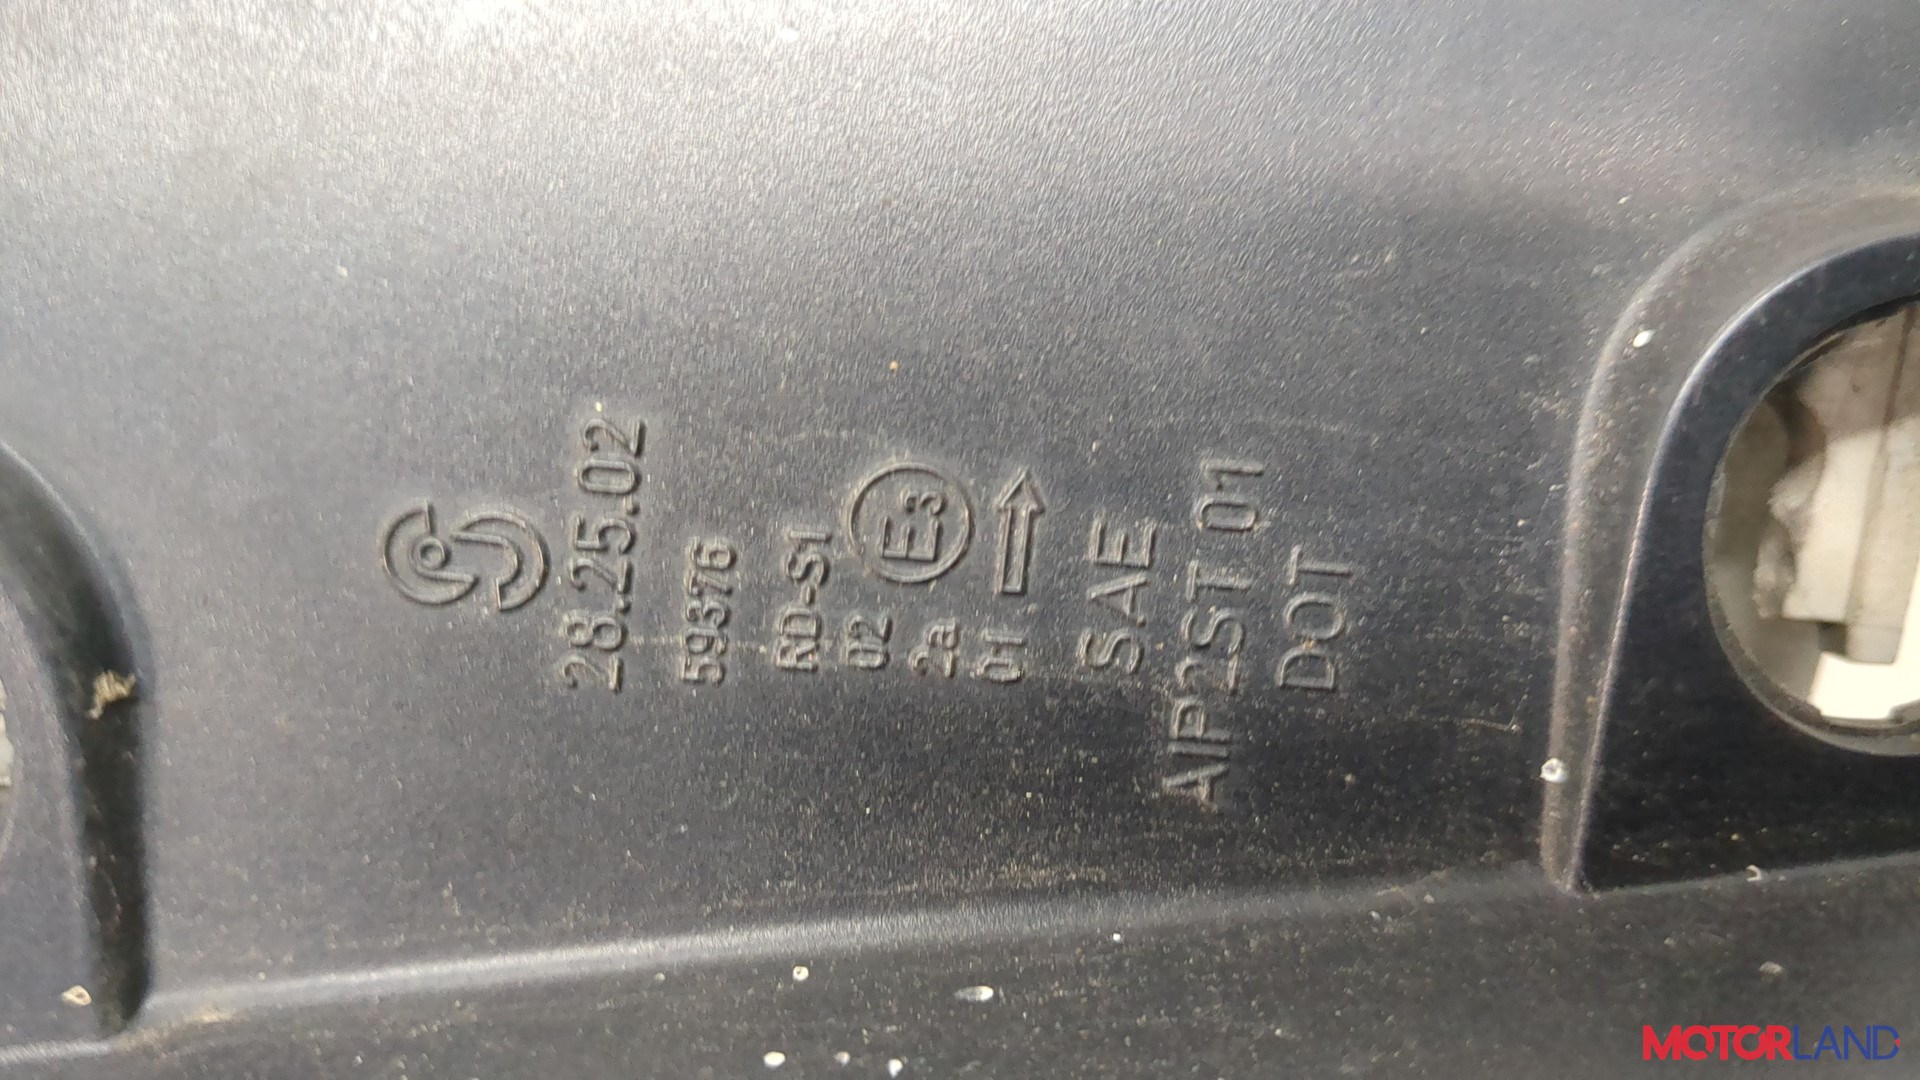 28.25.02
59376
RD-S1
02
2a E3
01
SAE
AIP2ST 01
DOT
MOTORLAND